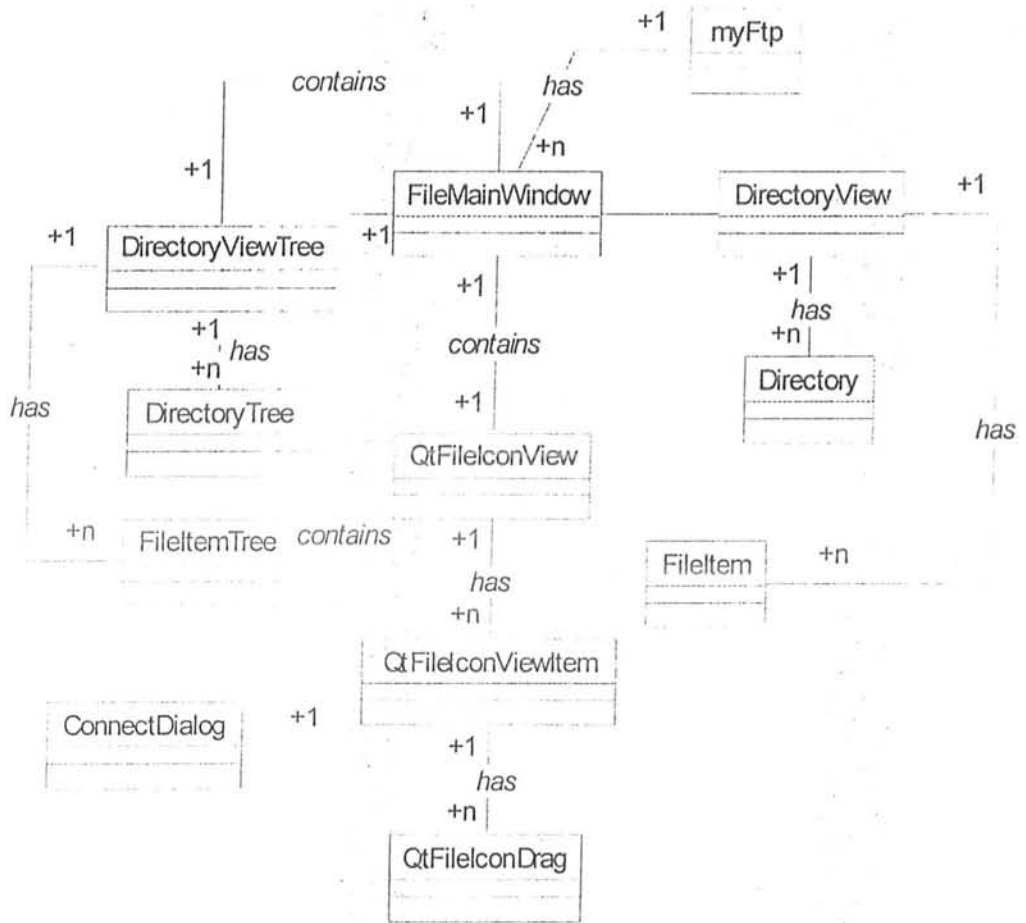 +1
myFtp
contains
has
+1
+1
+n
FileMainWindow
DirectoryView
+1
+1
DirectoryViewTree
+1
+1
+1
+1
has
has
+n
contains
+n
Directory
has
DirectoryTree
+1
has
QtFileIconView
+n
FileItemTree
contains
+1
FileItem
+n
has
+n
QtFileIconViewItem
ConnectDialog
+1
+1
has
+n
QtFileIconDrag